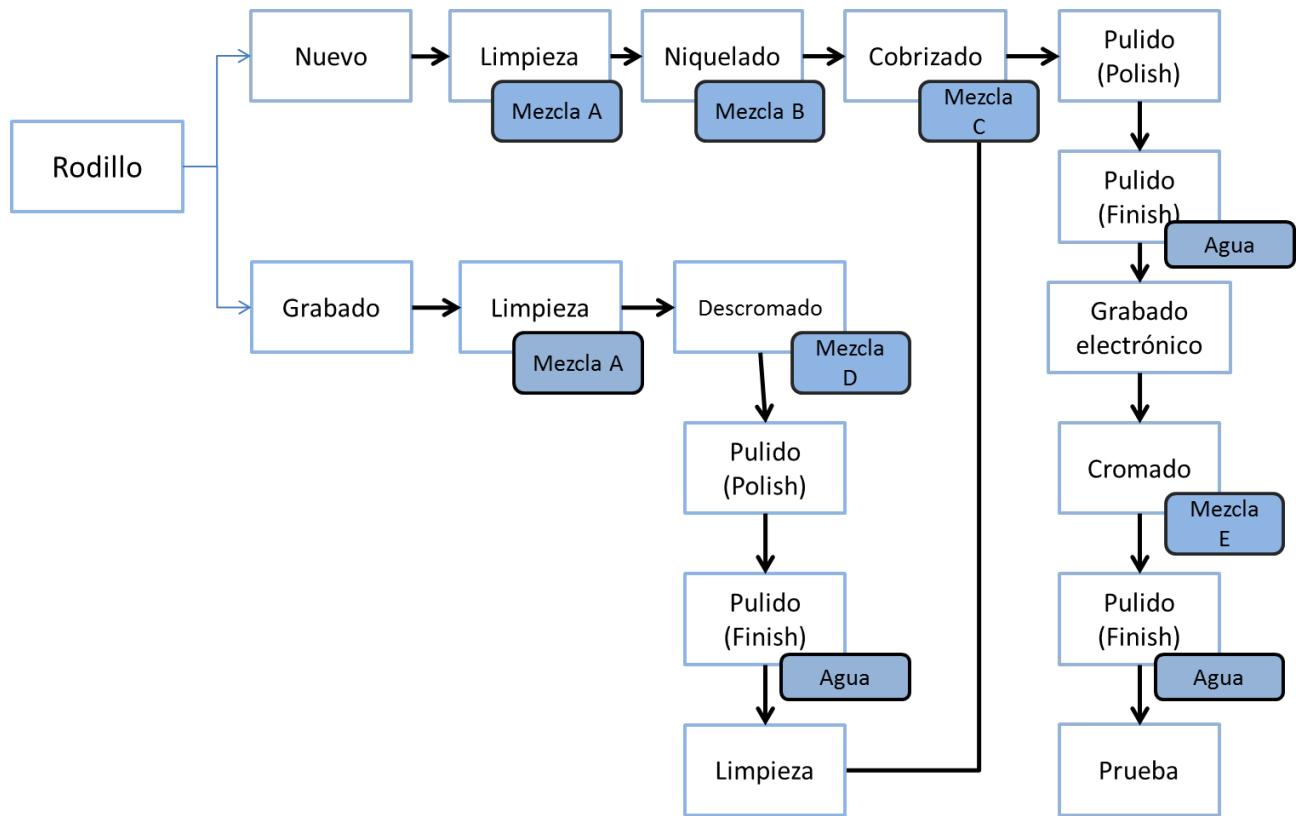 Nuevo
Limpieza
Mezcla A
Niquelado
Mezcla B
Cobrizado
Mezcla
C
Pulido
(Polish)
Rodillo
Pulido
(Finish)
Agua
Grabado
Limpieza
Mezcla A
Descromado
Mezcla
D
Grabado
electrónico
Pulido
(Polish)
Cromado
Mezcla
E
Pulido
(Finish)
Agua
Pulido
(Finish)
Agua
Limpieza
Prueba